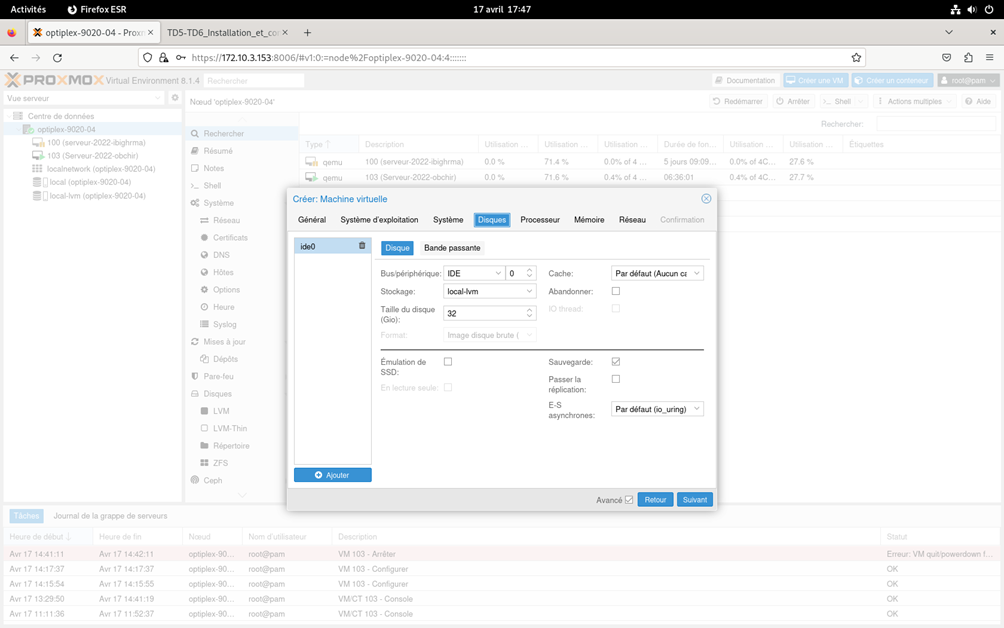 Activités Firefox ESR 17 avril 17:47
optiplex-9020-04 - Proxm × TD5-TD6_Installation_et_co × +
https://172.10.3.153:8006/#v1:0:=node%2Foptiplex-9020-04:4:::::::
PROXMOX Virtual Environment 8.1.4 Rechercher Documentation Créer une VM Créer un conteneur root@pam
Vue serveur Nœud 'optiplex-9020-04' Redémarrer Arrêter Shell Actions multiples Aide
Centre de données
optiplex-9020-04
100 (serveur-2022-ibighrma)
103 (Serveur-2022-obchir)
localnetwork (optiplex-9020-04)
local (optiplex-9020-04)
local-lvm (optiplex-9020-04)
Rechercher
Résumé
Notes
Shell
Système
Réseau
Certificats
DNS
Hôtes
Options
Heure
Syslog
Mises à jour
Dépôts
Pare-feu
Disques
LVM
LVM-Thin
Répertoire
ZFS
Ceph
Rechercher:
Type ↑ Description Utilisation ... Utilisation ... Utilisation ... Durée de fo... Utilisation ... Utilisation ... Étiquettes
qemu 100 (serveur-2022-ibighrma) 0.0 % 71.4 % 0.0% of 4 ... 5 jours 09:09... 0.0% of 4C... 27.6 %
qemu 103 (Serveur-2022-obchir) 0.0 % 71.6 % 0.4% of 4 ... 06:36:01 0.4% of 4C... 27.7 %
Créer: Machine virtuelle
Général Système d'exploitation Système Disques Processeur Mémoire Réseau Confirmation
ide0
Disque Bande passante
Bus/périphérique: IDE 0 Cache: Par défaut (Aucun ca
Stockage: local-lvm Abandonner:
Taille du disque (Gio): 32 IO thread:
Format: Image disque brute (
Émulation de SSD: Sauvegarde:
En lecture seule: Passer la réplication:
E-S asynchrones: Par défaut (io_uring)
Ajouter
Avancé Retour Suivant
Tâches Journal de la grappe de serveurs
Heure de début ↓ Heure de fin Nœud Nom d'utilisateur Description Statut
Avr 17 14:41:11 Avr 17 14:42:11 optiplex-90... root@pam VM 103 - Arrêter Erreur: VM quit/powerdown f...
Avr 17 14:17:37 Avr 17 14:17:37 optiplex-90... root@pam VM 103 - Configurer OK
Avr 17 14:15:54 Avr 17 14:15:55 optiplex-90... root@pam VM 103 - Configurer OK
Avr 17 13:29:50 Avr 17 14:41:19 optiplex-90... root@pam VM/CT 103 - Console OK
Avr 17 11:11:36 Avr 17 11:52:37 optiplex-90... root@pam VM/CT 103 - Console OK